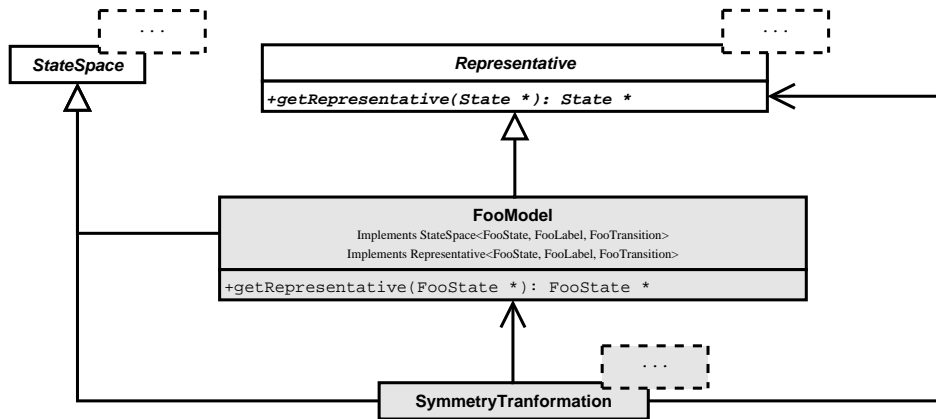 . . .
. . .
StateSpace
Representative
+getRepresentative(State *): State *
FooModel
Implements StateSpace<FooState, FooLabel, FooTransition>
Implements Representative<FooState, FooLabel, FooTransition>
+getRepresentative(FooState *): FooState *
. . .
SymmetryTranformation